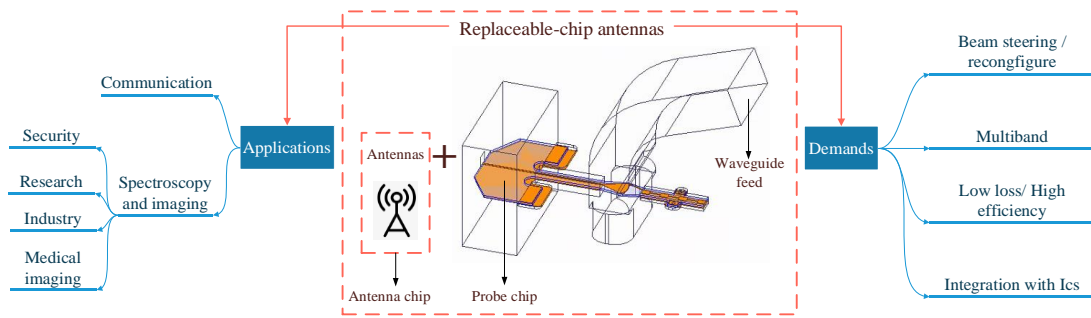 Replaceable-chip antennas
Communication
Security
Research
Industry
Medical
imaging
Spectroscopy
and imaging
Applications
Antennas
+
Antenna chip
Probe chip
Waveguide
feed
Demands
Beam steering /
recongfigure
Multiband
Low loss/ High
efficiency
Integration with Ics